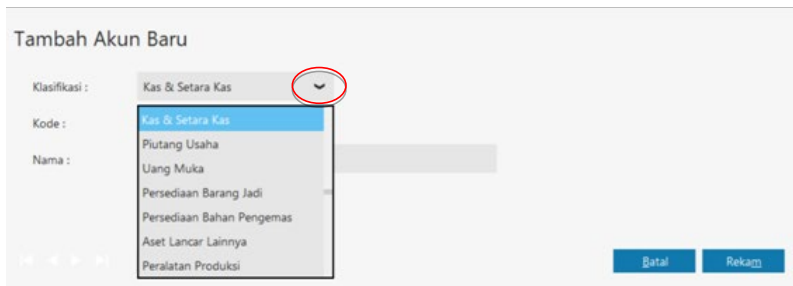 Tambah Akun Baru
Klasifikasi : Kas & Setara Kas
Kode : Kas & Setara Kas
Piutang Usaha
Nama : Uang Muka
Persediaan Barang Jadi
Persediaan Bahan Pengemas
Aset Lancar Lainnya
Peralatan Produksi
Batal Rekam